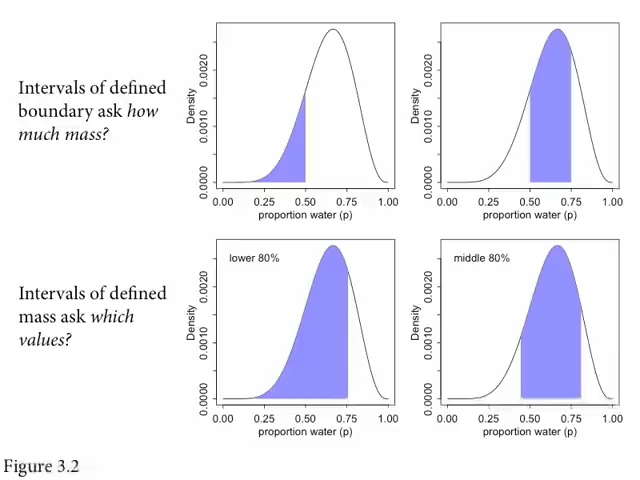 Intervals of defined
boundary ask how
much mass?
Density
0.0000 0.0010 0.0020
0.00 0.25 0.50 0.75 1.00
proportion water (p)
Density
0.0000 0.0010 0.0020
0.00 0.25 0.50 0.75 1.00
proportion water (p)
Intervals of defined
mass ask which
values?
lower 80%
Density
0.0000 0.0010 0.0020
0.00 0.25 0.50 0.75 1.00
proportion water (p)
middle 80%
Density
0.0000 0.0010 0.0020
0.00 0.25 0.50 0.75 1.00
proportion water (p)
Figure 3.2